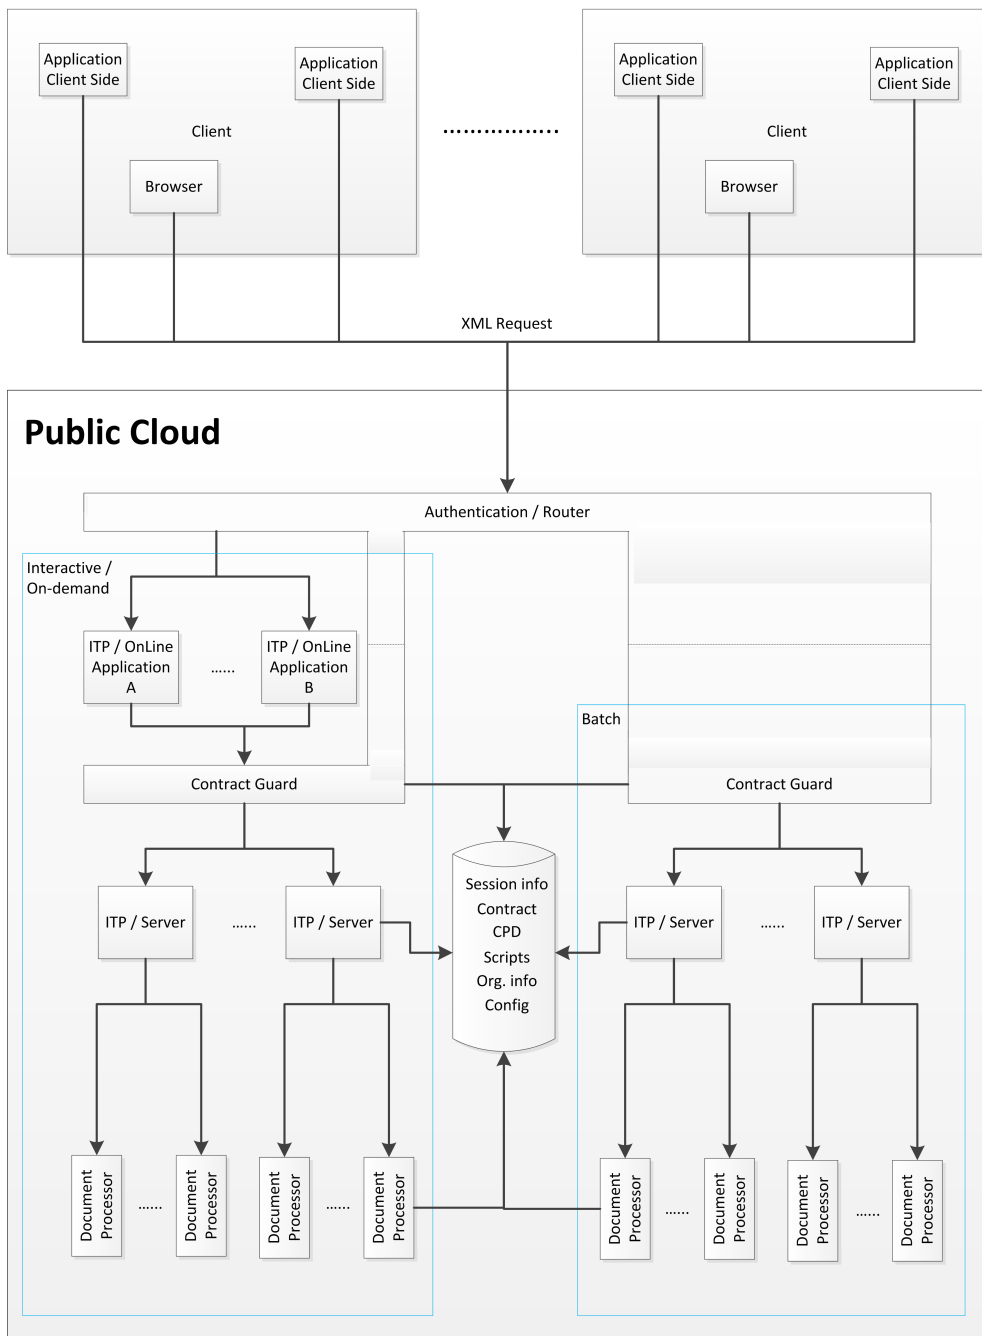 Application
Client Side
Application
Client Side
Client
Browser
................
Application
Client Side
Application
Client Side
Client
Browser
XML Request
Public Cloud
Authentication / Router
Interactive /
On-demand
ITP / OnLine
Application
A
......
ITP / OnLine
Application
B
Batch
Contract Guard
Contract Guard
Session info
Contract
CPD
Scripts
Org. info
Config
ITP / Server
......
ITP / Server
ITP / Server
......
ITP / Server
Document
Processor
......
Document
Processor
Document
Processor
......
Document
Processor
Document
Processor
......
Document
Processor
Document
Processor
......
Document
Processor